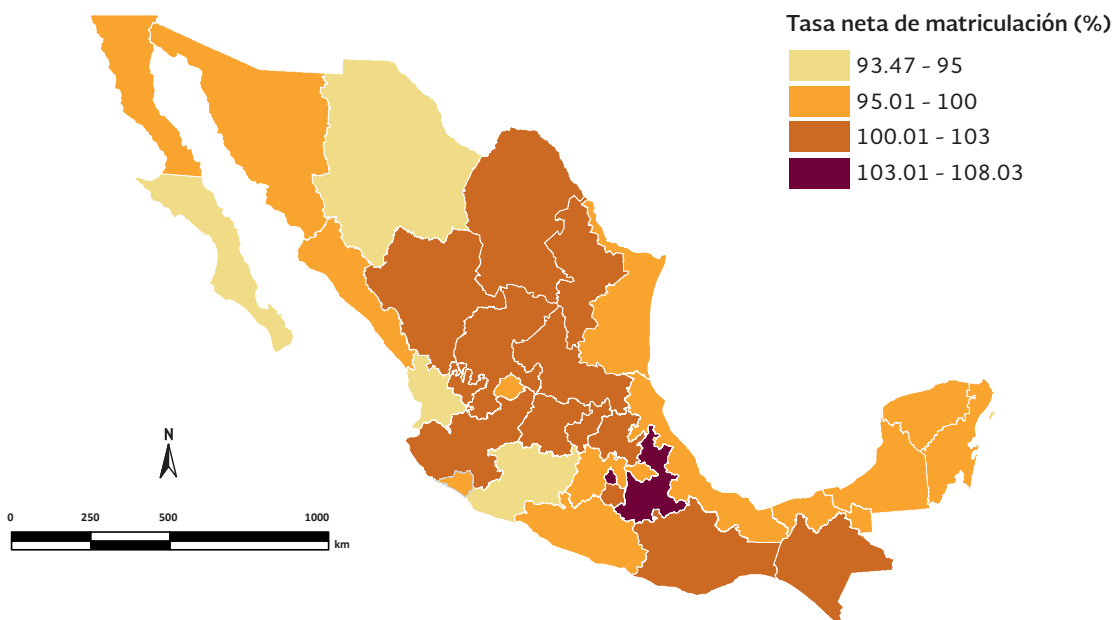 Tasa neta de matriculación (%)
93.47 - 95
95.01 - 100
100.01 - 103
103.01 - 108.03
N
0 250 500 1000
km